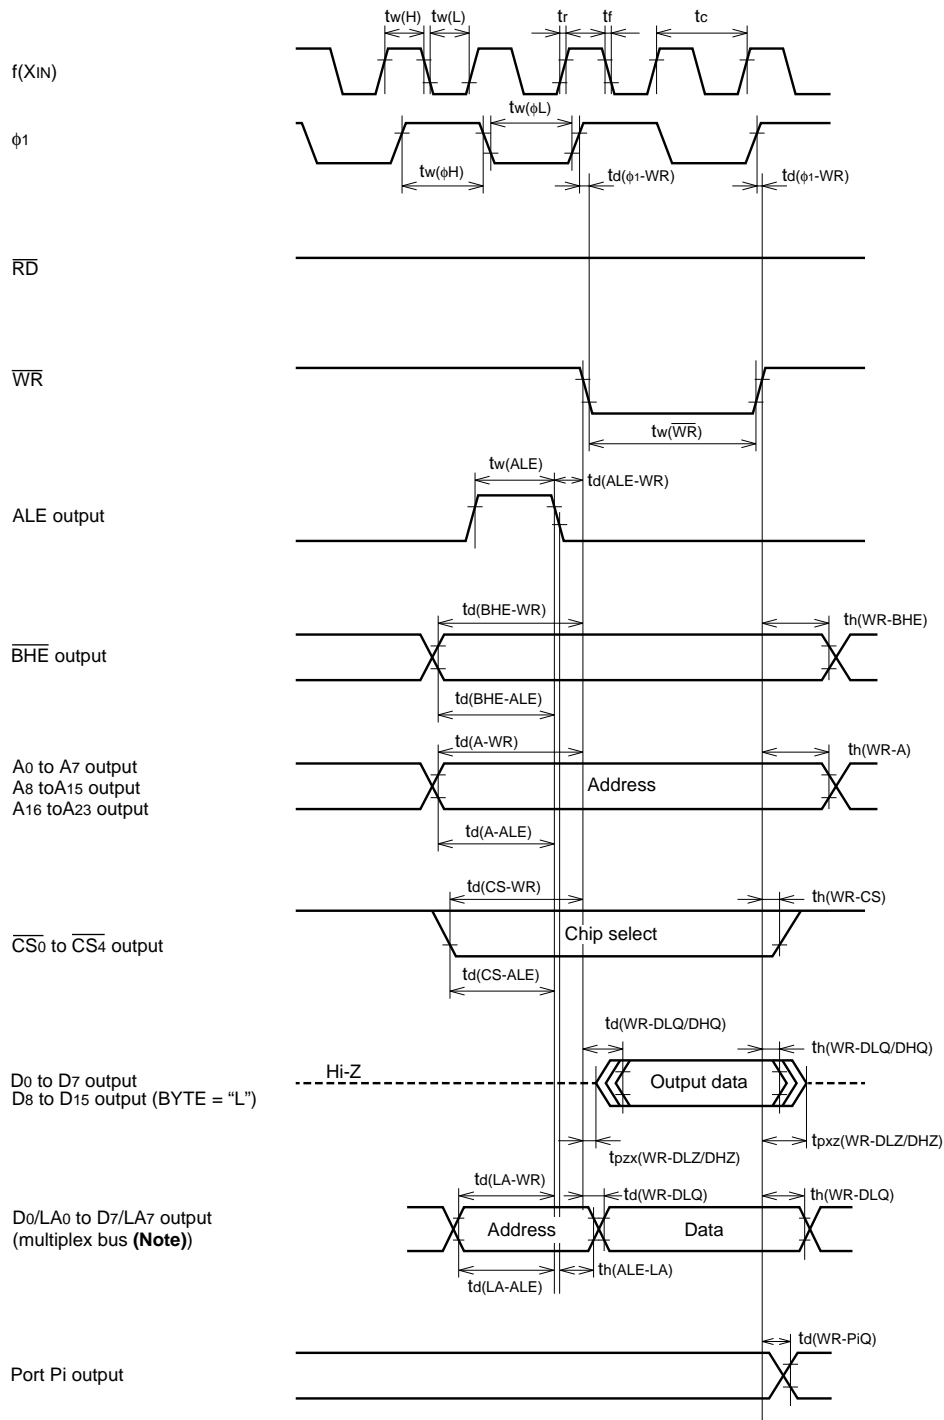 tw(H) tw(L) tr tf tc
f(XIN)
tw(ϕL)
ϕ1
tw(ϕH) td(ϕ1-WR) td(ϕ1-WR)
RD
WR
tw(WR)
tw(ALE) td(ALE-WR)
ALE output
td(BHE-WR) th(WR-BHE)
BHE output
td(BHE-ALE)
td(A-WR) th(WR-A)
A0 to A7 output
A8 toA15 output
A16 toA23 output
Address
td(A-ALE)
td(CS-WR) th(WR-CS)
CS0 to CS4 output
Chip select
td(CS-ALE)
td(WR-DLQ/DHQ) th(WR-DLQ/DHQ)
Hi-Z
D0 to D7 output
D8 to D15 output (BYTE = “L”)
Output data
tpzx(WR-DLZ/DHZ) tpxz(WR-DLZ/DHZ)
td(LA-WR) td(WR-DLQ) th(WR-DLQ)
D0/LA0 to D7/LA7 output
(multiplex bus (Note))
Address Data
td(LA-ALE) th(ALE-LA)
td(WR-PiQ)
Port Pi output